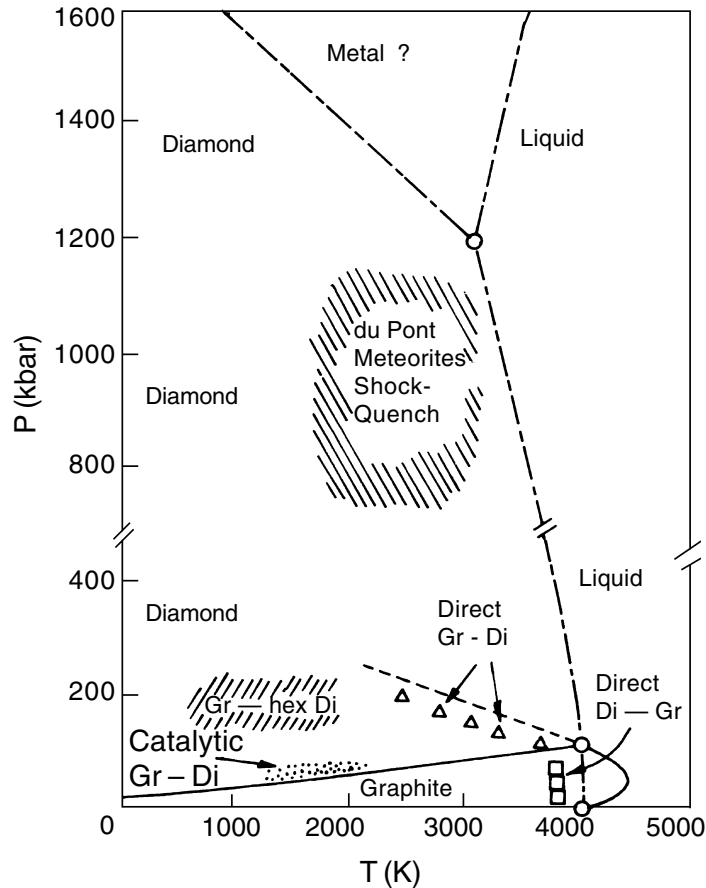 1600
1400
1200
1000
800
400
200
0
P (kbar)
Metal ?
Diamond
Liquid
du Pont
Meteorites
Shock-
Quench
Diamond
Liquid
Diamond
Direct
Gr - Di
Direct
Di — Gr
Gr — hex Di
Catalytic
Gr – Di
Graphite
1000
2000
3000
4000
5000
T (K)